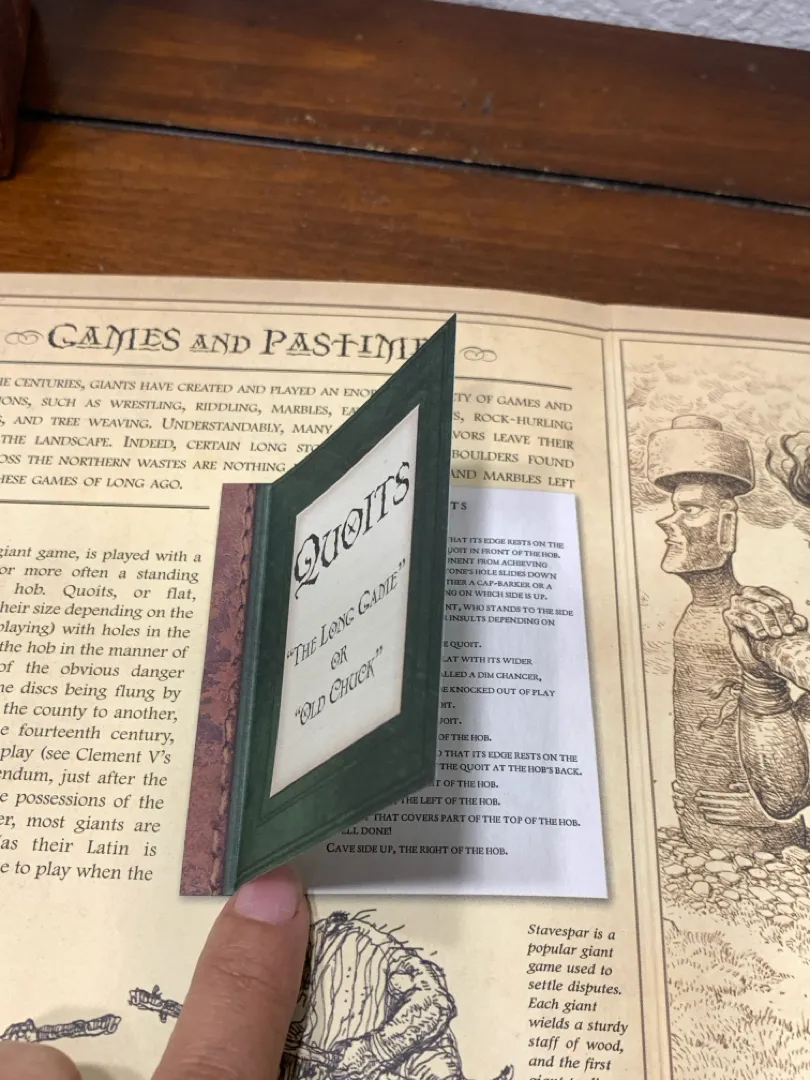 GAMES AND PASTIME
E CENTURIES, GIANTS HAVE CREATED AND PLAYED AN ENO TY OF GAMES AND
IONS, SUCH AS WRESTLING, RIDDLING, MARBLES, EA S, ROCK-HURLING
, AND TREE WEAVING. UNDERSTANDABLY, MANY VORS LEAVE THEIR
THE LANDSCAPE. INDEED, CERTAIN LONG STO BOULDERS FOUND
OSS THE NORTHERN WASTES ARE NOTHING AND MARBLES LEFT
HESE GAMES OF LONG AGO.
giant game, is played with a
or more often a standing
hob. Quoits, or flat,
heir size depending on the
playing) with holes in the
the hob in the manner of
of the obvious danger
ne discs being flung by
the county to another,
e fourteenth century,
play (see Clement V's
endum, just after the
e possessions of the
er, most giants are
as their Latin is
e to play when the
QUOITS
"THE LONG GAME"
OR
"OLD CHUCK"
TS
THAT ITS EDGE RESTS ON THE
UOIT IN FRONT OF THE HOB.
NENT FROM ACHIEVING
TONE'S HOLE SLIDES DOWN
THER A CAP-BARKER OR A
NG ON WHICH SIDE IS UP.
NT, WHO STANDS TO THE SIDE
INSULTS DEPENDING ON
E QUOIT.
LAT WITH ITS WIDER
ALLED A DIM CHANCER,
BE KNOCKED OUT OF PLAY
OIT.
UOIT.
OF THE HOB.
O THAT ITS EDGE RESTS ON THE
THE QUOIT AT THE HOB'S BACK.
T OF THE HOB.
THE LEFT OF THE HOB.
THAT COVERS PART OF THE TOP OF THE HOB.
ELL DONE!
CAVE SIDE UP, THE RIGHT OF THE HOB.
Stavespar is a
popular giant
game used to
settle disputes.
Each giant
wields a sturdy
staff of wood,
and the first